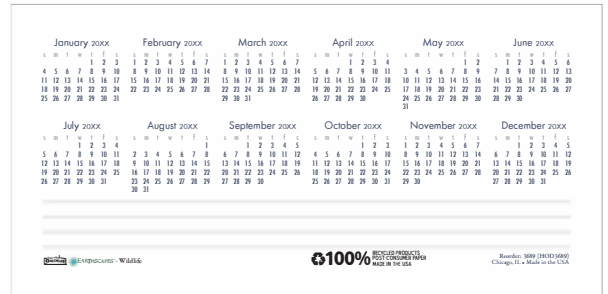 January 20XX
s m t w t f s
1 2 3
4 5 6 7 8 9 10
11 12 13 14 15 16 17
18 19 20 21 22 23 24
25 26 27 28 29 30 31
February 20XX
s m t w t f s
1 2 3 4 5 6 7
8 9 10 11 12 13 14
15 16 17 18 19 20 21
22 23 24 25 26 27 28
March 20XX
s m t w t f s
1 2 3 4 5 6 7
8 9 10 11 12 13 14
15 16 17 18 19 20 21
22 23 24 25 26 27 28
29 30 31
April 20XX
s m t w t f s
1 2 3 4
5 6 7 8 9 10 11
12 13 14 15 16 17 18
19 20 21 22 23 24 25
26 27 28 29 30
May 20XX
s m t w t f s
1 2
3 4 5 6 7 8 9
10 11 12 13 14 15 16
17 18 19 20 21 22 23
24 25 26 27 28 29 30
31
June 20XX
s m t w t f s
1 2 3 4 5 6
7 8 9 10 11 12 13
14 15 16 17 18 19 20
21 22 23 24 25 26 27
28 29 30
July 20XX
s m t w t f s
1 2 3 4
5 6 7 8 9 10 11
12 13 14 15 16 17 18
19 20 21 22 23 24 25
26 27 28 29 30 31
August 20XX
s m t w t f s
1
2 3 4 5 6 7 8
9 10 11 12 13 14 15
16 17 18 19 20 21 22
23 24 25 26 27 28 29
30 31
September 20XX
s m t w t f s
1 2 3 4 5
6 7 8 9 10 11 12
13 14 15 16 17 18 19
20 21 22 23 24 25 26
27 28 29 30
October 20XX
s m t w t f s
1 2 3
4 5 6 7 8 9 10
11 12 13 14 15 16 17
18 19 20 21 22 23 24
25 26 27 28 29 30 31
November 20XX
s m t w t f s
1 2 3 4 5 6 7
8 9 10 11 12 13 14
15 16 17 18 19 20 21
22 23 24 25 26 27 28
29 30
December 20XX
s m t w t f s
1 2 3 4 5
6 7 8 9 10 11 12
13 14 15 16 17 18 19
20 21 22 23 24 25 26
27 28 29 30 31
EARTHSCAPES - Wildlife
100%
RECYCLED PRODUCTS
POST-CONSUMER PAPER
MADE IN THE USA
Reorder: 3689 (HOD3689)
Chicago, IL • Made in the USA